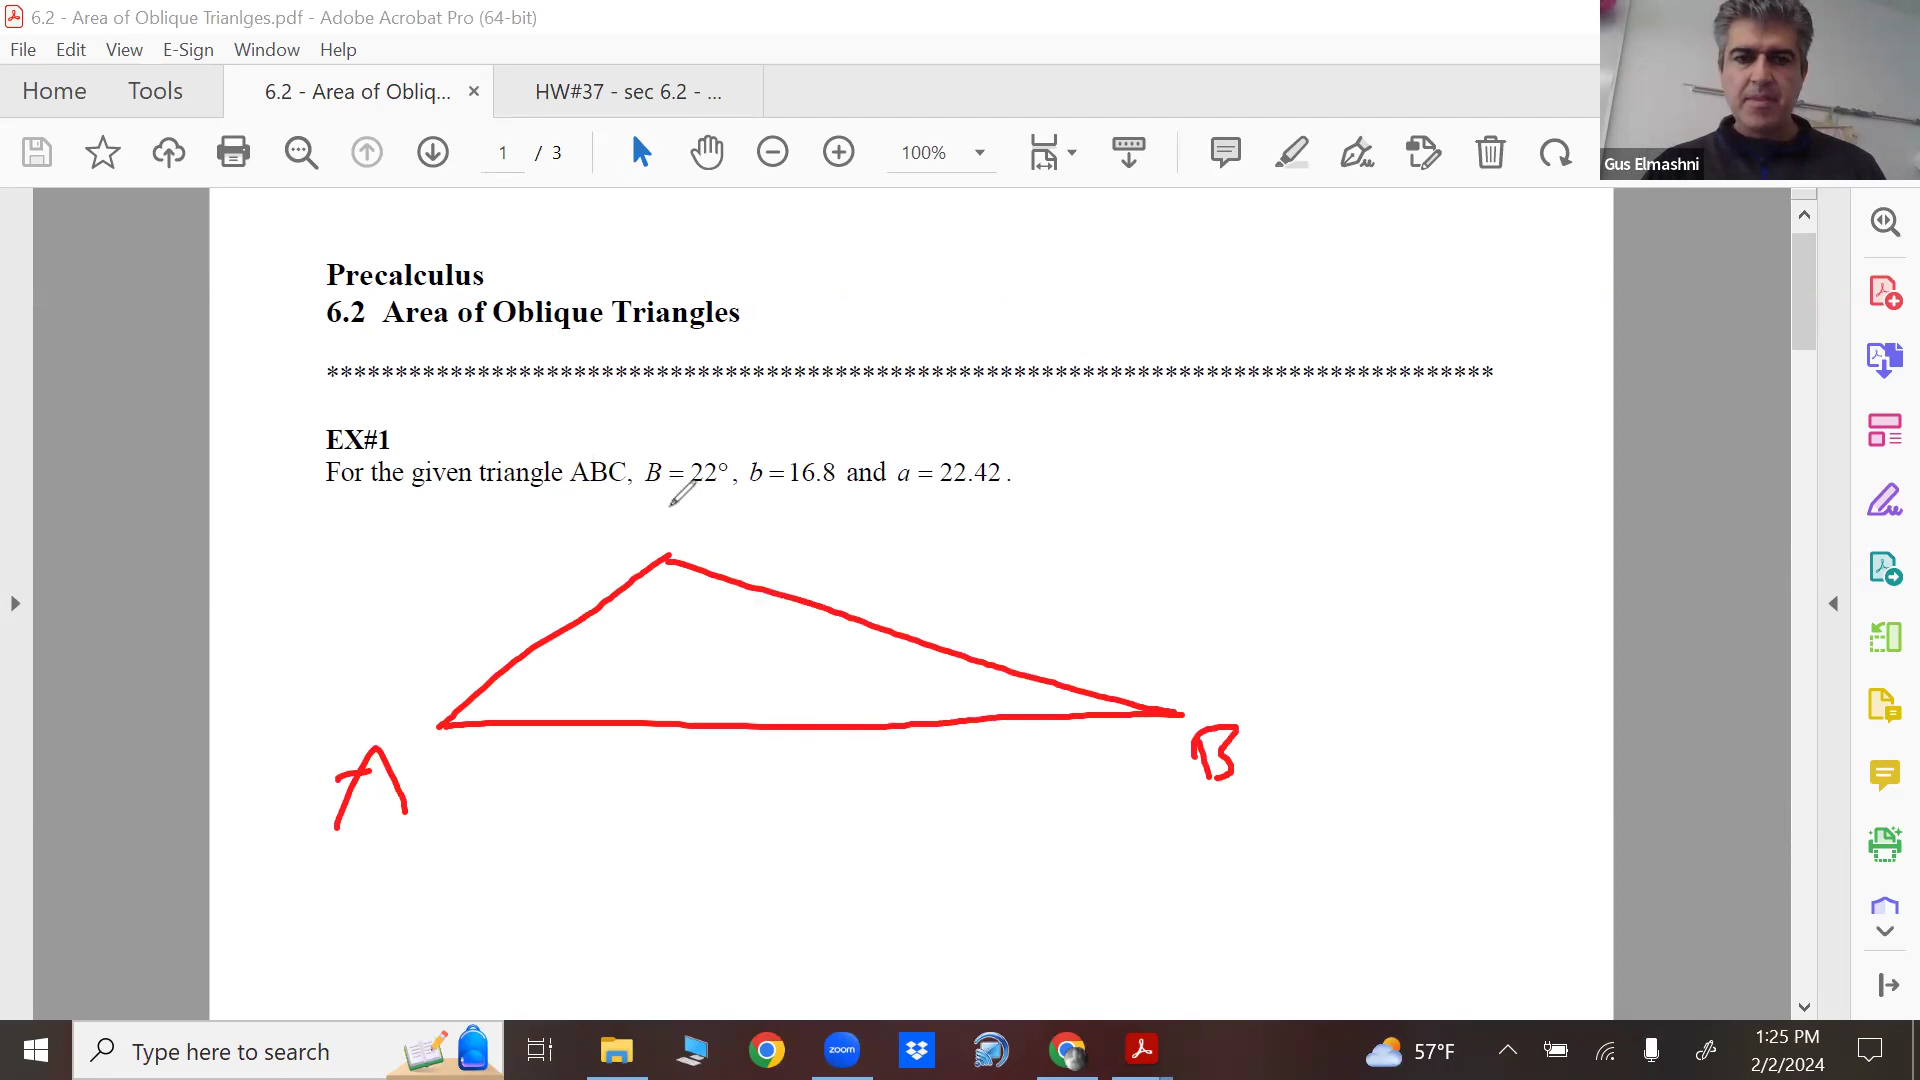 6.2 - Area of Oblique Trianlges.pdf - Adobe Acrobat Pro (64-bit)
File Edit View E-Sign Window Help
Home Tools 6.2 - Area of Obliq... × HW#37 - sec 6.2 - ...
1 / 3 100%
Gus Elmashni
Precalculus
6.2 Area of Oblique Triangles
*************************************************************************************
EX#1
For the given triangle ABC, B = 22°, b = 16.8 and a = 22.42 .
A
B
Type here to search
zoom
57°F
1:25 PM
2/2/2024